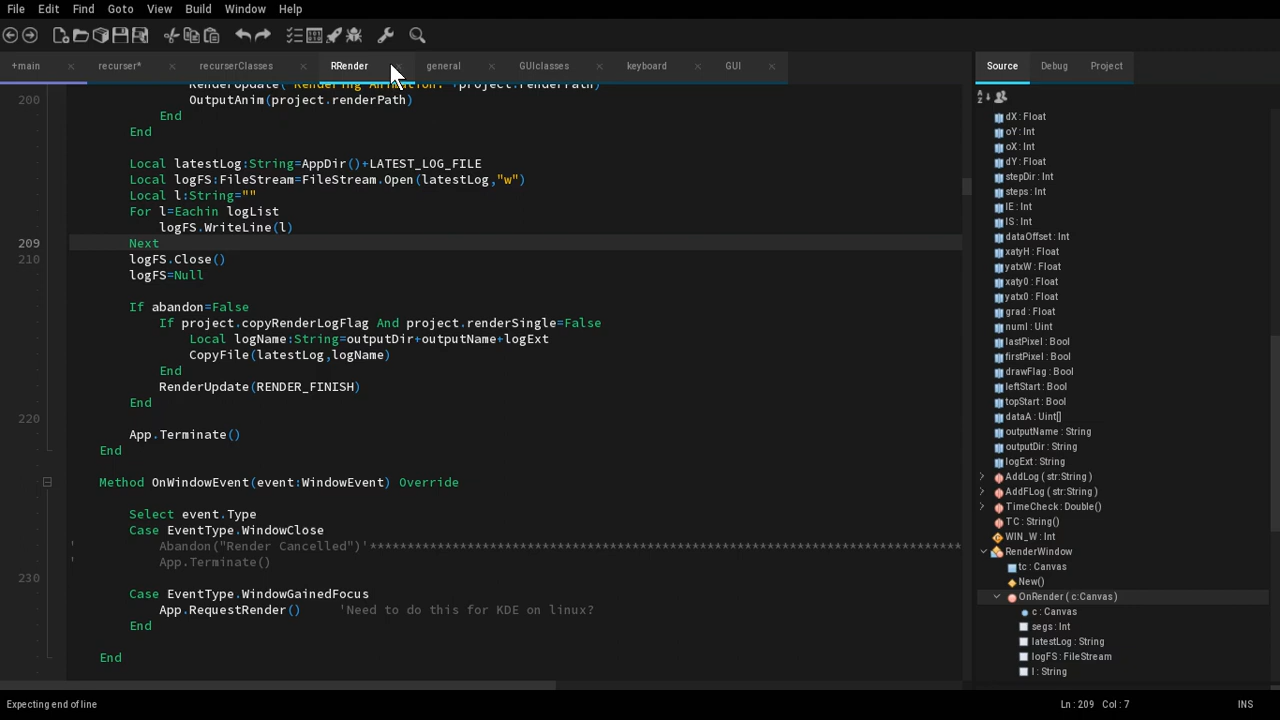 File Edit Find Goto View Build Window Help
+main recurser* recurserClasses RRender general GUIclasses keyboard GUI
Source Debug Project
RenderUpdate("Rendering Animation: "+project.renderPath)
200 OutputAnim(project.renderPath)
End
End
Local latestLog:String=AppDir()+LATEST_LOG_FILE
Local logFS:FileStream=FileStream.Open(latestLog,"w")
Local l:String=""
For l=Eachin logList
logFS.WriteLine(l)
209 Next
210 logFS.Close()
logFS=Null
If abandon=False
If project.copyRenderLogFlag And project.renderSingle=False
Local logName:String=outputDir+outputName+logExt
CopyFile(latestLog,logName)
End
RenderUpdate(RENDER_FINISH)
End
220
App.Terminate()
End
Method OnWindowEvent(event:WindowEvent) Override
Select event.Type
Case EventType.WindowClose
' Abandon("Render Cancelled")'*******************************************************************************
' App.Terminate()
230
Case EventType.WindowGainedFocus
App.RequestRender() 'Need to do this for KDE on linux?
End
End
dX : Float
oY : Int
oX : Int
dY : Float
stepDir : Int
steps : Int
IE : Int
IS : Int
dataOffset : Int
xatyH : Float
yatxW : Float
xaty0 : Float
yatx0 : Float
grad : Float
numI : Uint
lastPixel : Bool
firstPixel : Bool
drawFlag : Bool
leftStart : Bool
topStart : Bool
dataA : Uint[]
outputName : String
outputDir : String
logExt : String
AddLog ( str:String )
AddFLog ( str:String )
TimeCheck : Double()
TC : String()
WIN_W : Int
RenderWindow
tc : Canvas
New()
OnRender ( c:Canvas )
c : Canvas
segs : Int
latestLog : String
logFS : FileStream
l : String
Expecting end of line
Ln : 209 Col : 7 INS